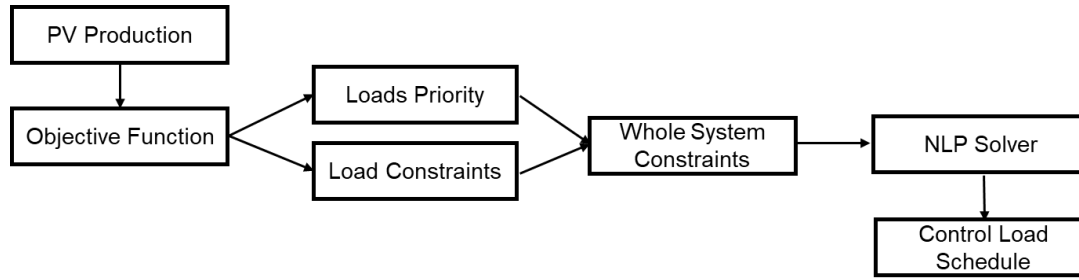 PV Production
Objective Function
Loads Priority
Load Constraints
Whole System
Constraints
NLP Solver
Control Load
Schedule